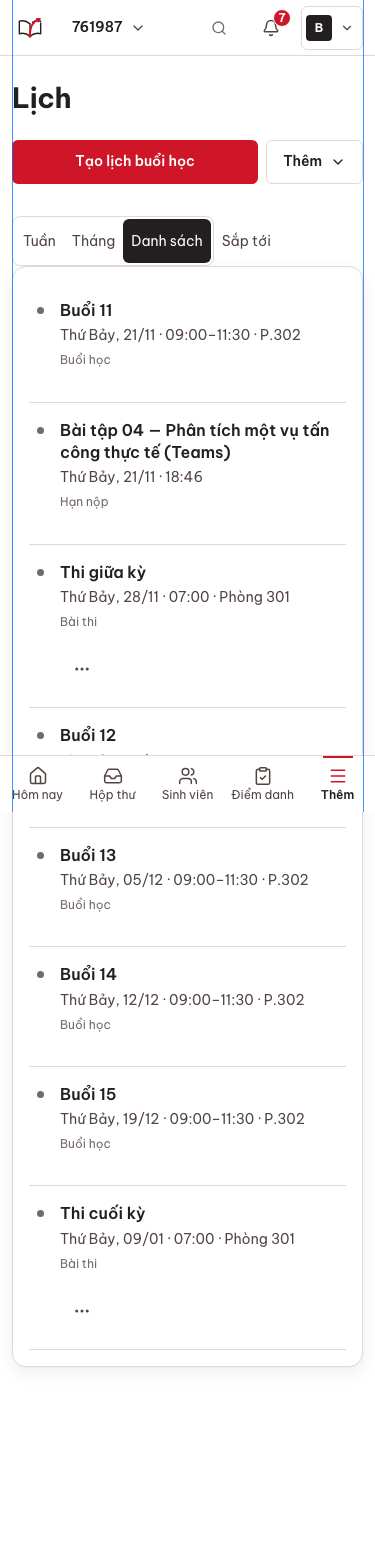 761987
7
B
Lịch
Tạo lịch buổi học
Thêm
Tuần
Tháng
Danh sách
Sắp tới
Buổi 11
Thứ Bảy, 21/11 · 09:00–11:30 · P.302
Buổi học
Bài tập 04 — Phân tích một vụ tấn
công thực tế (Teams)
Thứ Bảy, 21/11 · 18:46
Hạn nộp
Thi giữa kỳ
Thứ Bảy, 28/11 · 07:00 · Phòng 301
Bài thi
Buổi 12
Hôm nay
Hộp thư
Sinh viên
Điểm danh
Thêm
Buổi 13
Thứ Bảy, 05/12 · 09:00–11:30 · P.302
Buổi học
Buổi 14
Thứ Bảy, 12/12 · 09:00–11:30 · P.302
Buổi học
Buổi 15
Thứ Bảy, 19/12 · 09:00–11:30 · P.302
Buổi học
Thi cuối kỳ
Thứ Bảy, 09/01 · 07:00 · Phòng 301
Bài thi